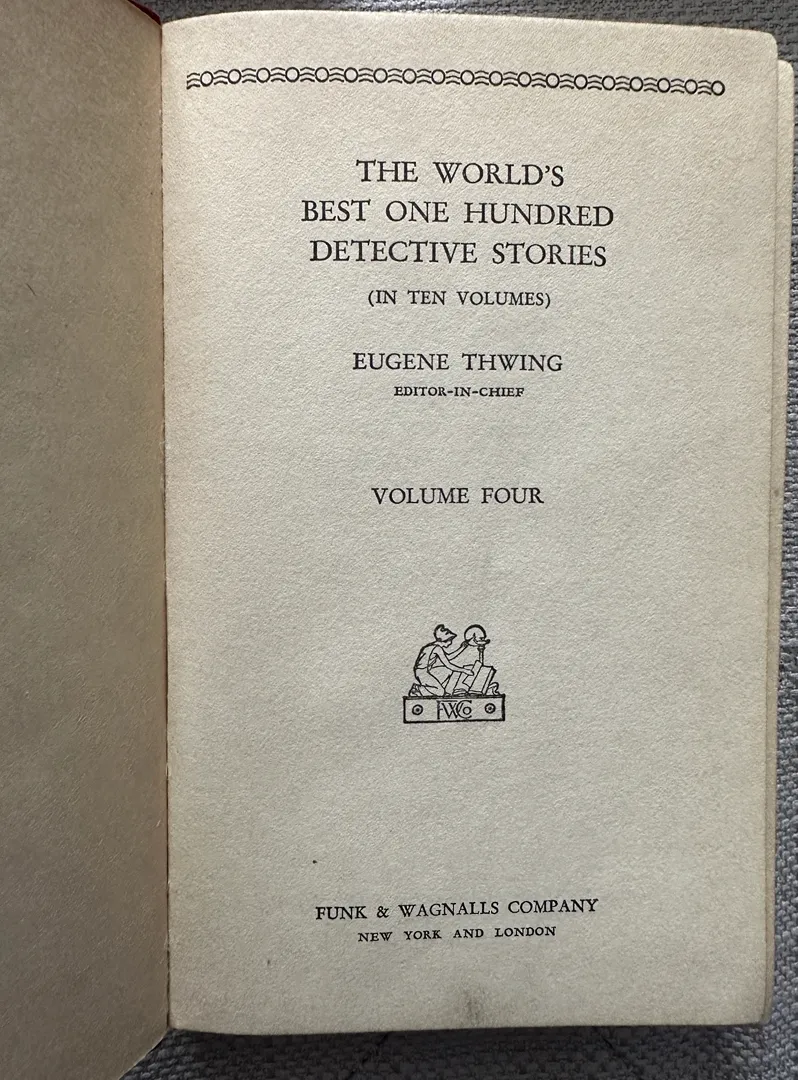 THE WORLD'S
BEST ONE HUNDRED
DETECTIVE STORIES
(IN TEN VOLUMES)
EUGENE THWING
EDITOR-IN-CHIEF
VOLUME FOUR
FWCo
FUNK & WAGNALLS COMPANY
NEW YORK AND LONDON